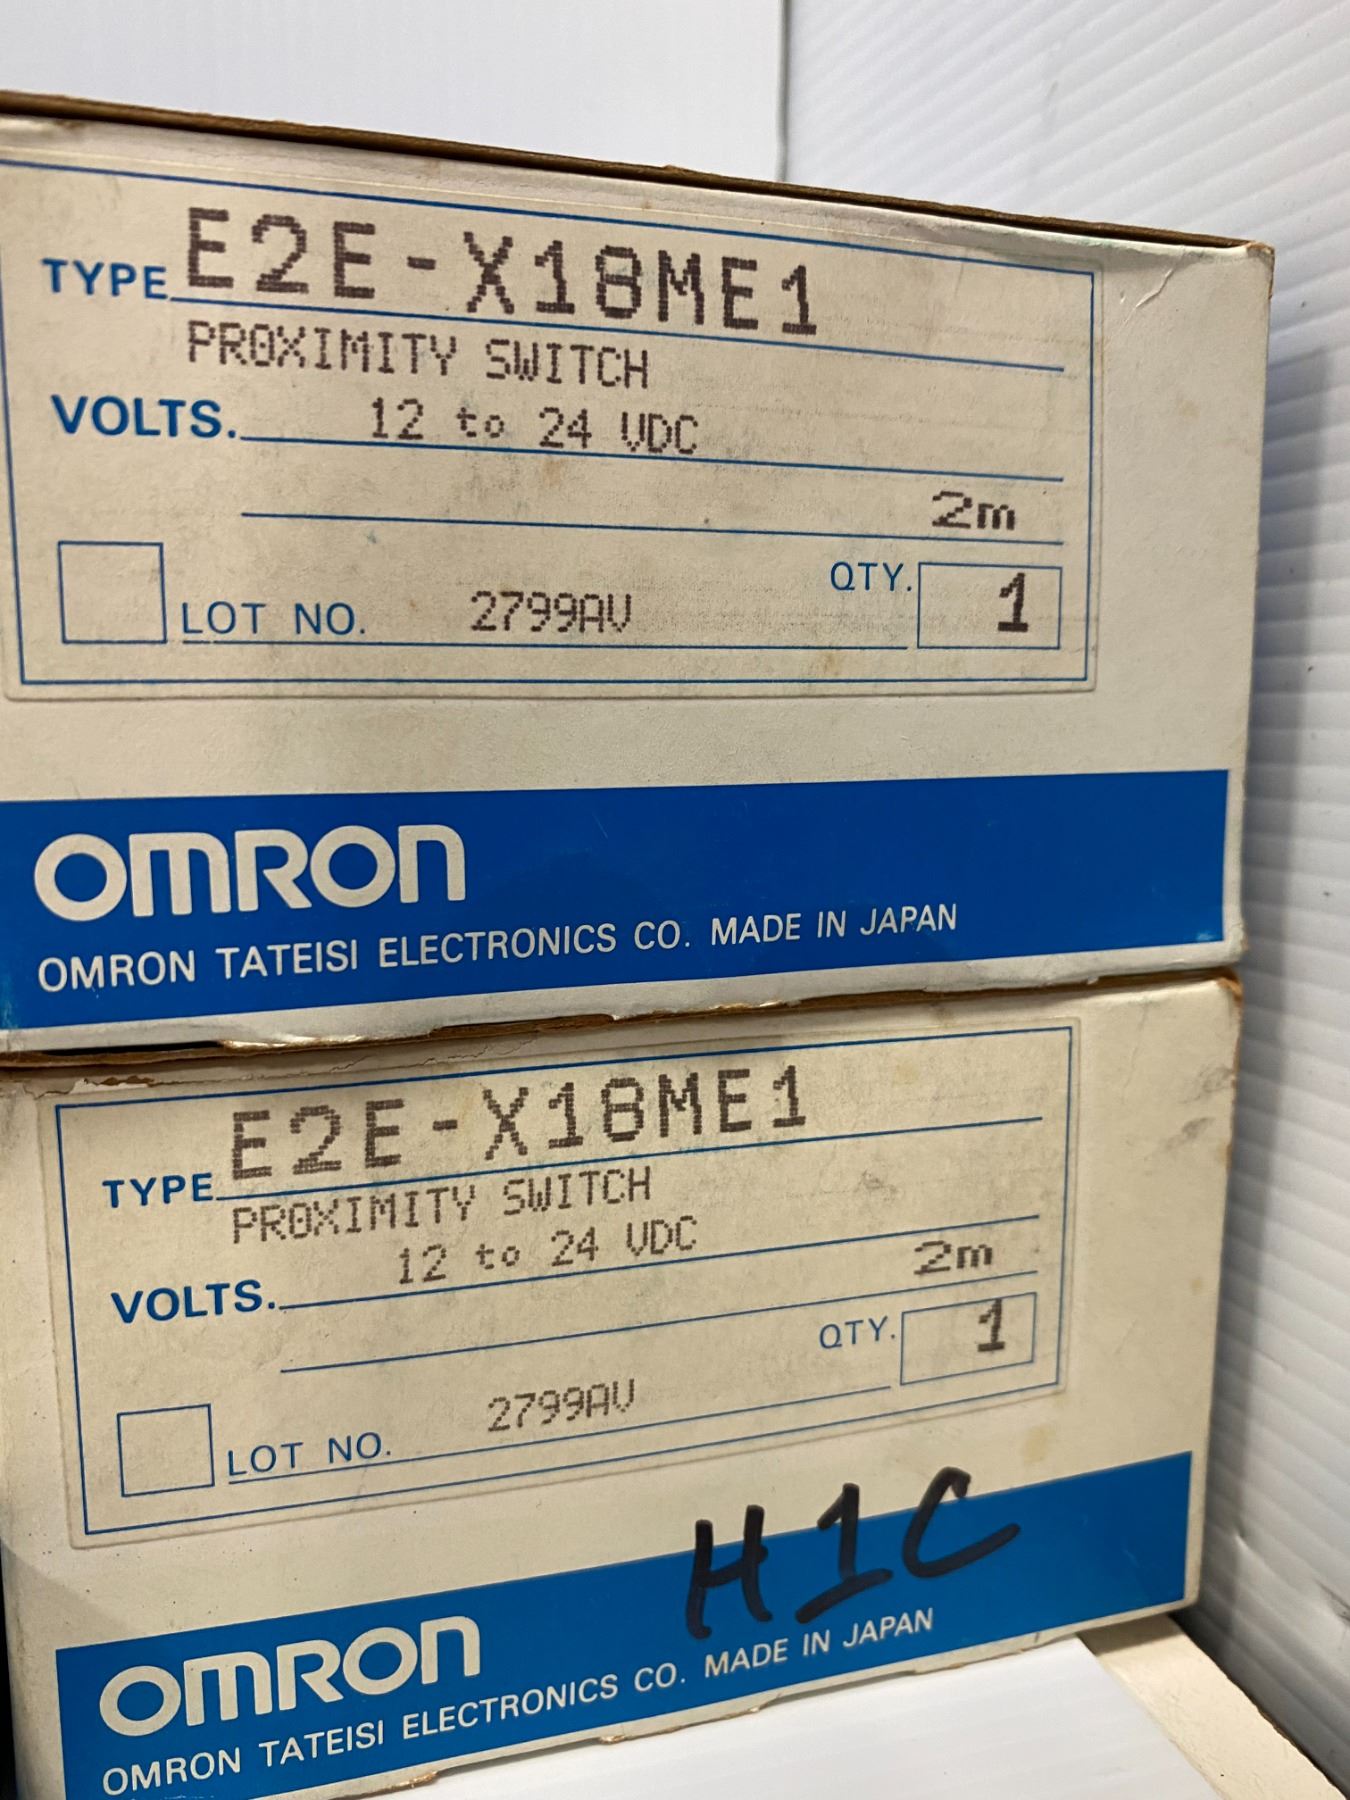 TYPE E2E-X18ME1
PROXIMITY SWITCH
VOLTS. 12 to 24 VDC
2m
QTY. 1
LOT NO. 2799AV
OMRON
OMRON TATEISI ELECTRONICS CO. MADE IN JAPAN
TYPE E2E-X18ME1
PROXIMITY SWITCH
VOLTS. 12 to 24 VDC
2m
QTY. 1
LOT NO. 2799AV
H1C
OMRON
OMRON TATEISI ELECTRONICS CO. MADE IN JAPAN